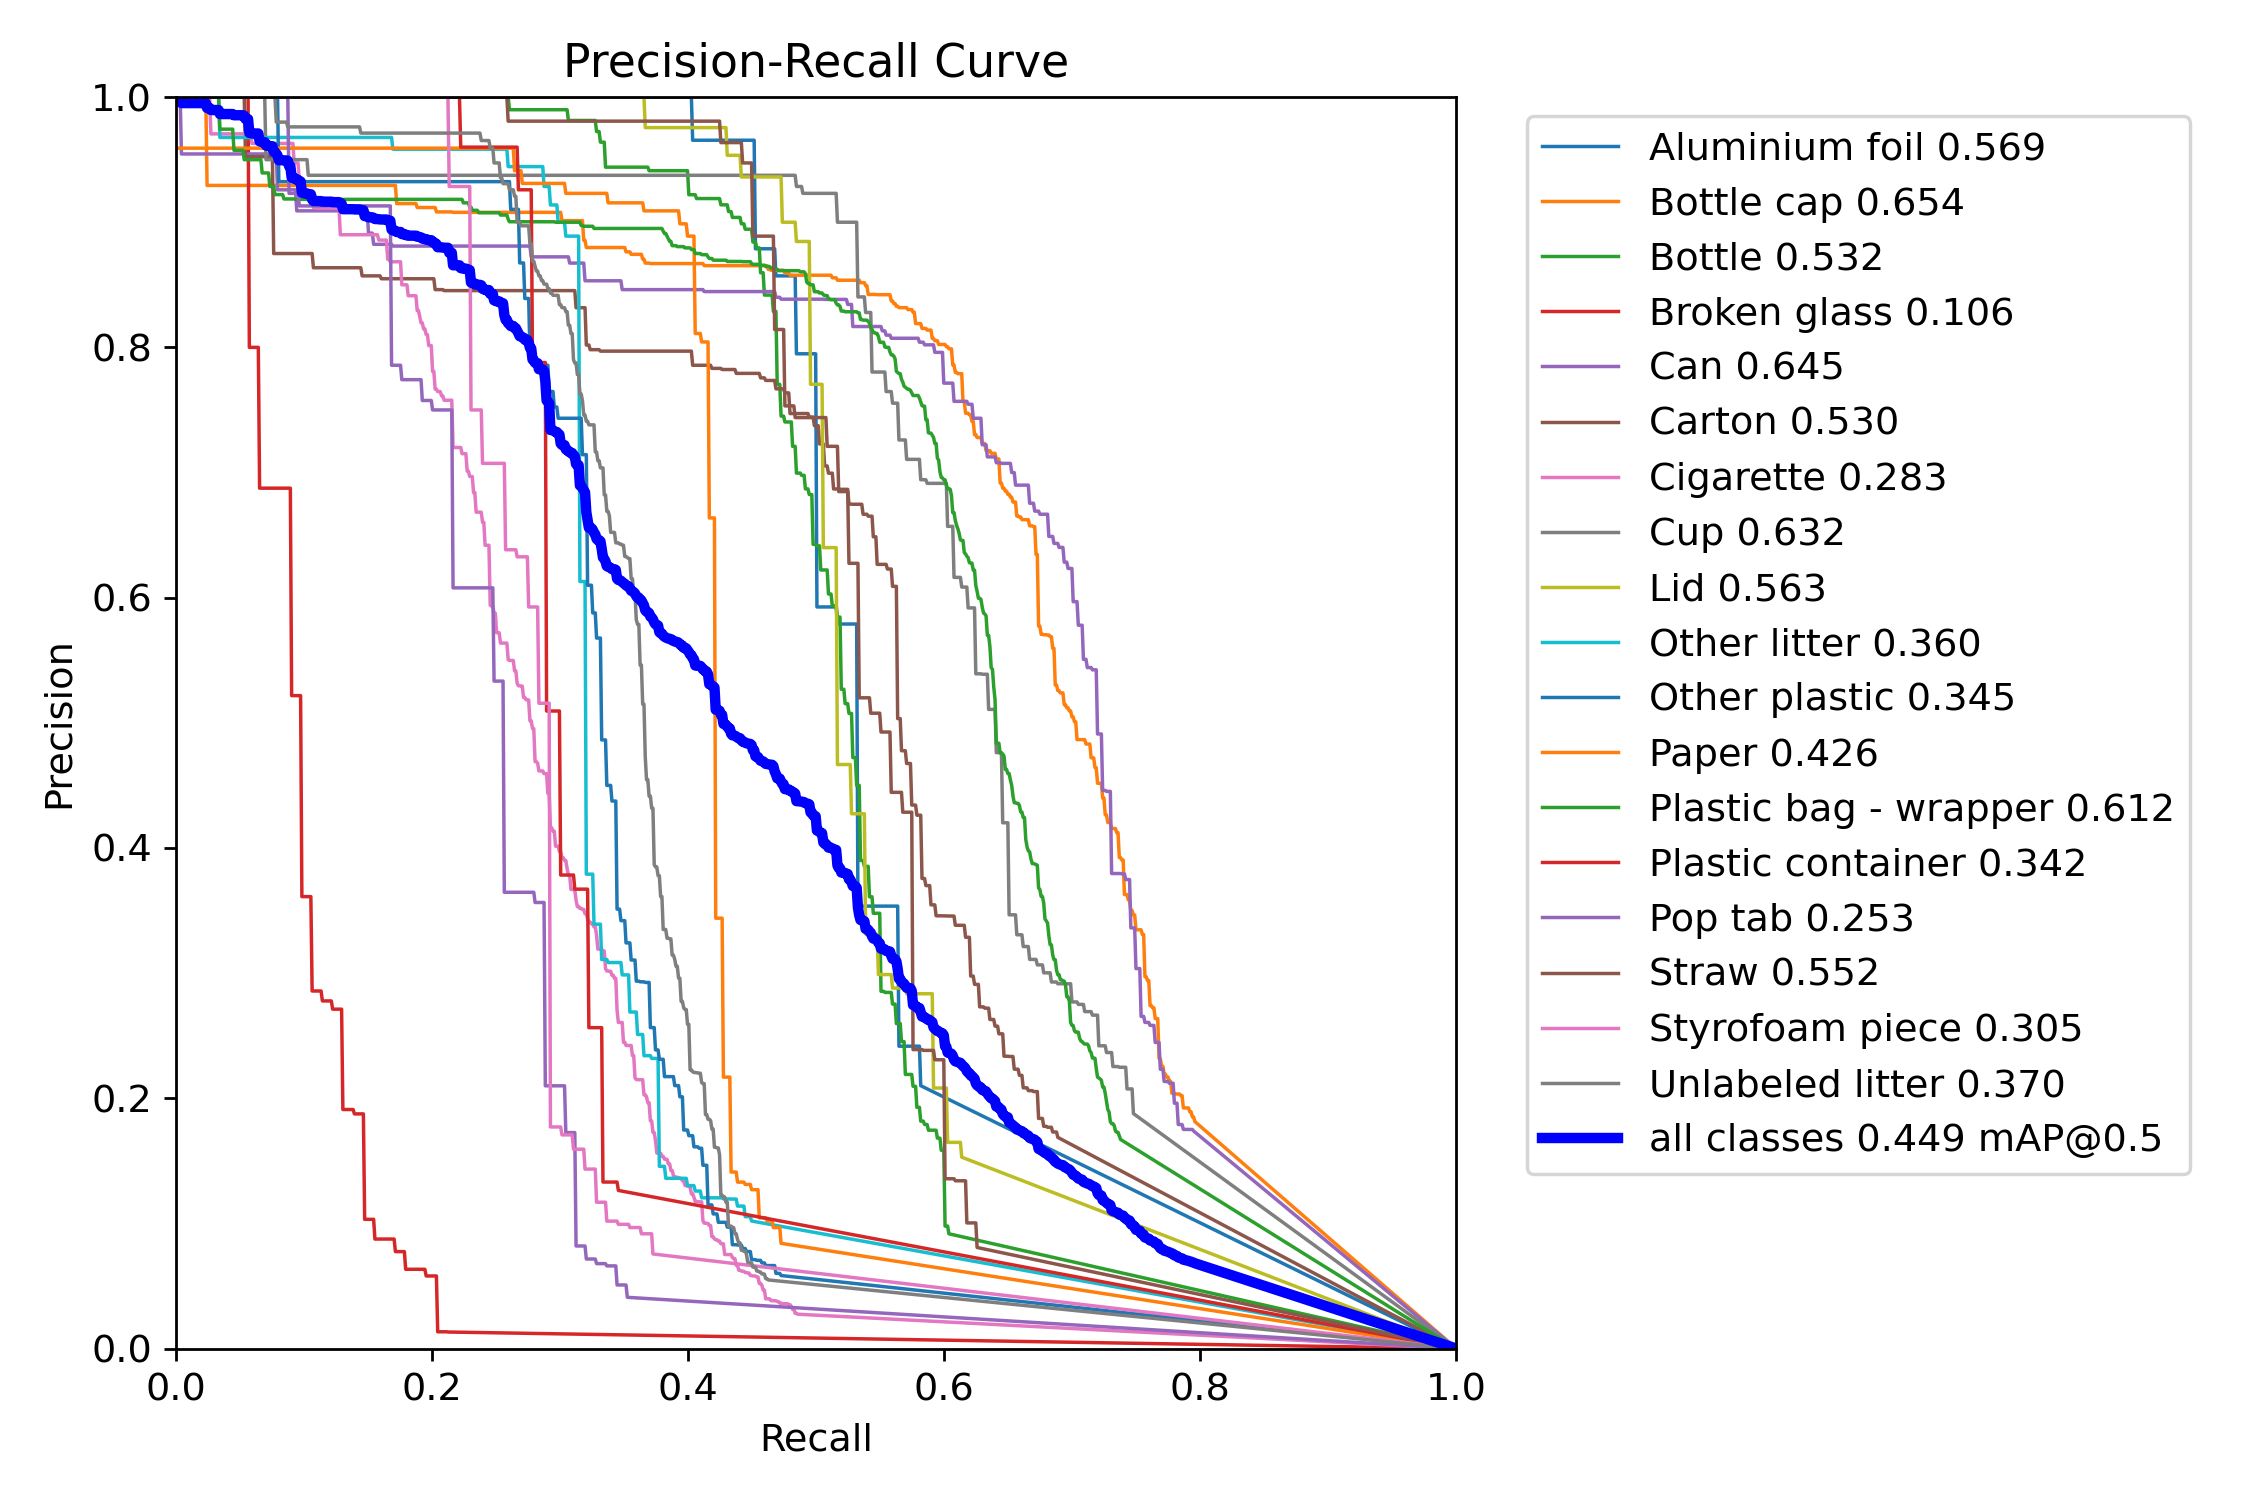 Precision-Recall Curve
1.0
0.8
0.6
0.4
0.2
0.0
Precision
0.0 0.2 0.4 0.6 0.8 1.0
Recall
Aluminium foil 0.569
Bottle cap 0.654
Bottle 0.532
Broken glass 0.106
Can 0.645
Carton 0.530
Cigarette 0.283
Cup 0.632
Lid 0.563
Other litter 0.360
Other plastic 0.345
Paper 0.426
Plastic bag - wrapper 0.612
Plastic container 0.342
Pop tab 0.253
Straw 0.552
Styrofoam piece 0.305
Unlabeled litter 0.370
all classes 0.449 mAP@0.5